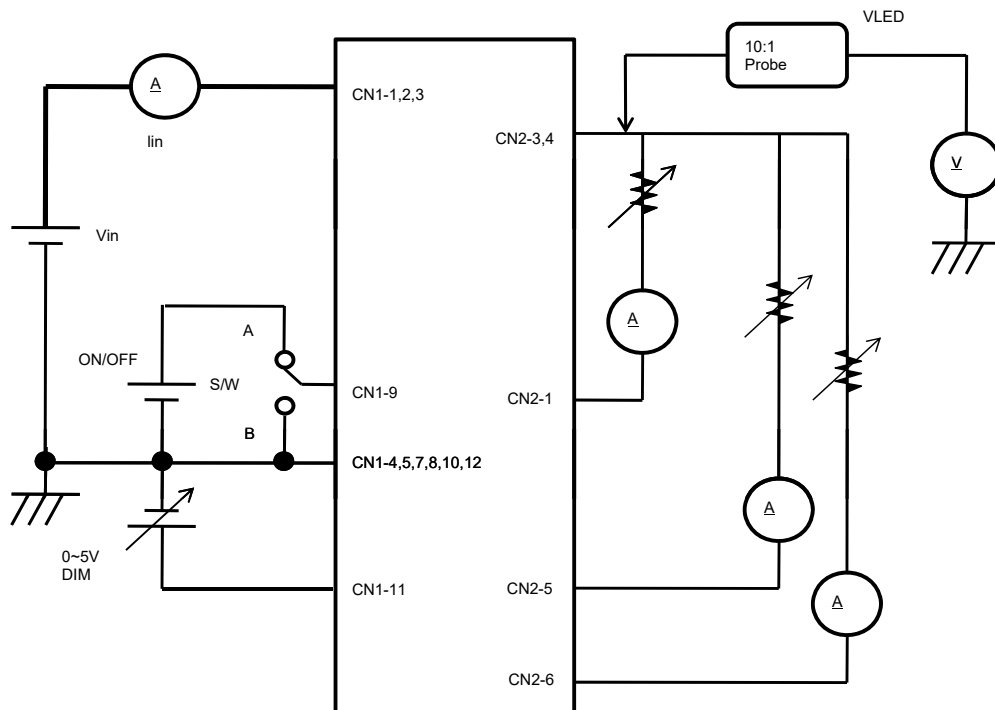 VLED
10:1
Probe
A
CN1-1,2,3
CN2-3,4
Iin
V
Vin
A
A
ON/OFF
S/W
CN1-9
CN2-1
B
CN1-4,5,7,8,10,12
A
0~5V
DIM
CN1-11
CN2-5
A
CN2-6